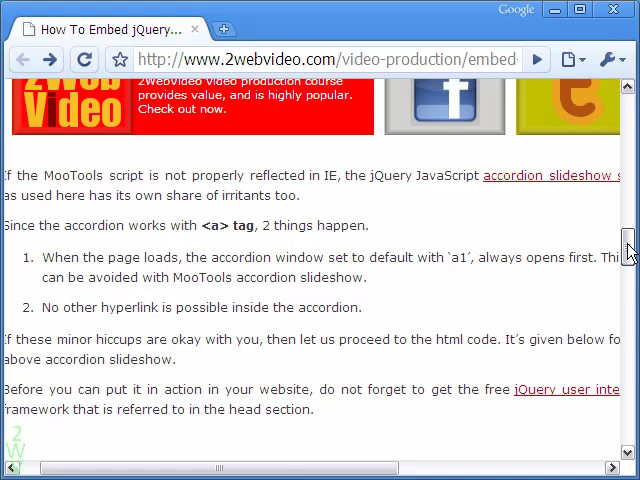 Google
How To Embed jQuery...
http://www.2webvideo.com/video-production/embed-
2Web
Video
2WebVideo video production course
provides value, and is highly popular.
Check out now.
f
t
If the MooTools script is not properly reflected in IE, the jQuery JavaScript accordion slideshow s
as used here has its own share of irritants too.
Since the accordion works with <a> tag, 2 things happen.
1. When the page loads, the accordion window set to default with `a1´, always opens first. Thi
can be avoided with MooTools accordion slideshow.
2. No other hyperlink is possible inside the accordion.
If these minor hiccups are okay with you, then let us proceed to the html code. It´s given below fo
above accordion slideshow.
Before you can put it in action in your website, do not forget to get the free jQuery user inte
framework that is referred to in the head section.
2
W